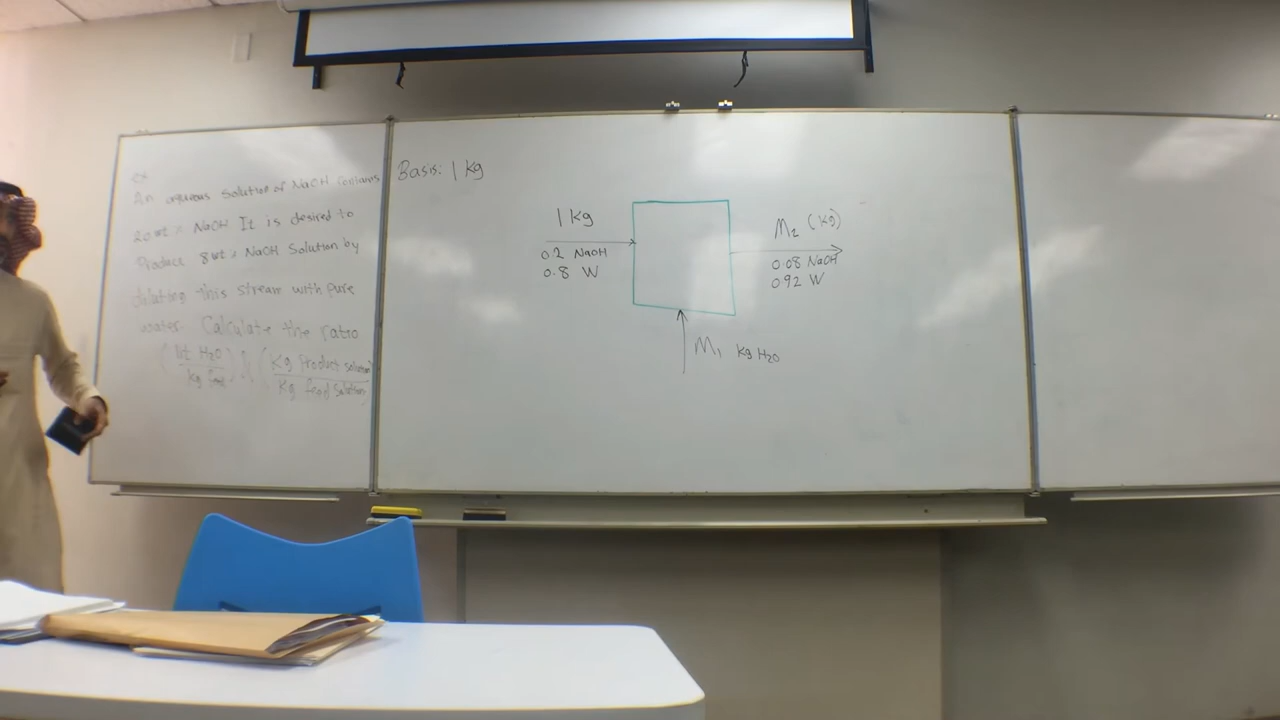 ex
An aqueous solution of NaOH contains
20 wt % NaOH It is desired to
Produce 8 wt % NaOH Solution by
diluting this stream with pure
water. Calculate the ratio
( lit H2O / kg feed ) & ( Kg Product solution / Kg feed solution )
Basis: 1 Kg
1 Kg
0.2 NaOH
0.8 W
M2 (Kg)
0.08 NaOH
0.92 W
M1 Kg H2O